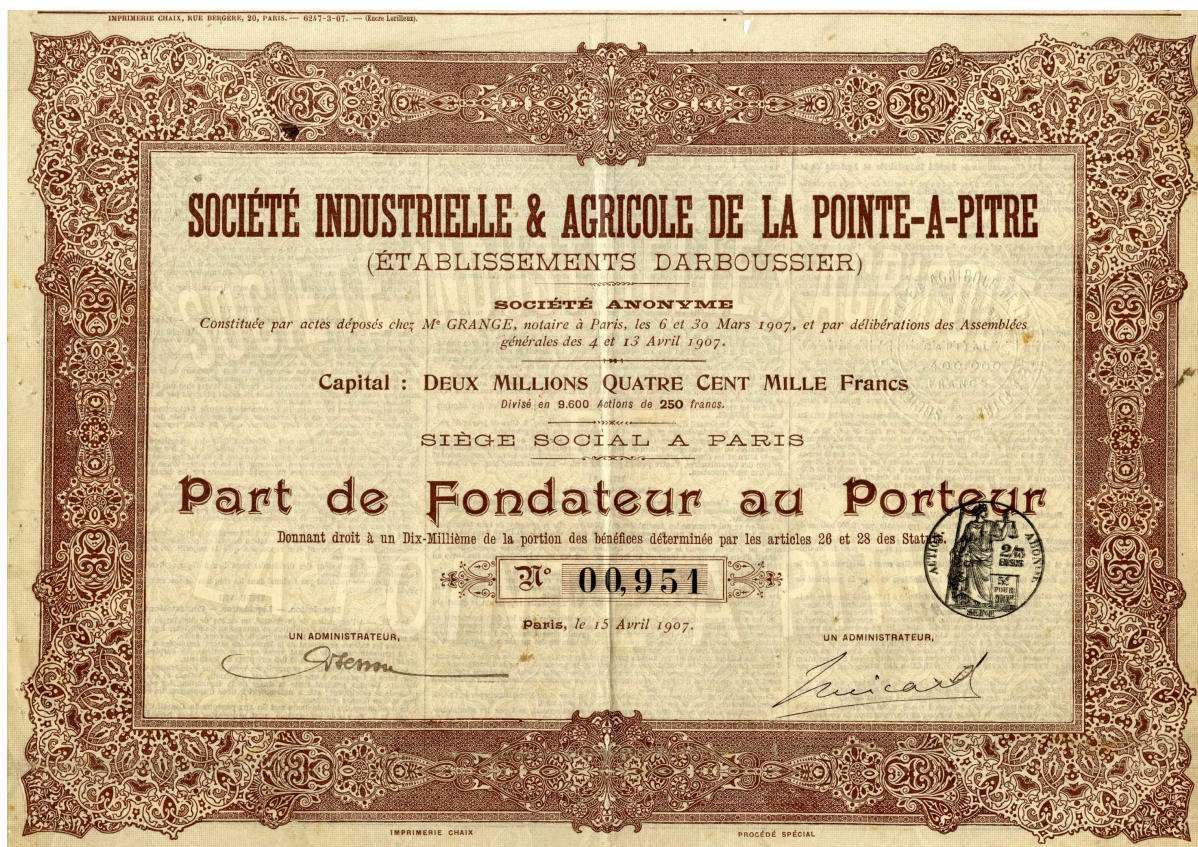 IMPRIMERIE CHAIX, RUE BERGÈRE, 20, PARIS. — 6247-3-07. — (Encre Lorilleux).
SOCIÉTÉ INDUSTRIELLE & AGRICOLE DE LA POINTE-A-PITRE
(ÉTABLISSEMENTS DARBOUSSIER)
SOCIÉTÉ ANONYME
Constituée par actes déposés chez Me GRANGE, notaire à Paris, les 6 et 30 Mars 1907, et par délibérations des Assemblées
générales des 4 et 13 Avril 1907.
Capital : DEUX MILLIONS QUATRE CENT MILLE Francs
Divisé en 9.600 Actions de 250 francs.
SIÈGE SOCIAL A PARIS
Part de Fondateur au Porteur
Donnant droit à un Dix-Millième de la portion des bénéfices déterminée par les articles 26 et 28 des Statuts.
No 00,951
ACTION ANONYME
SEINE
Paris, le 15 Avril 1907.
UN ADMINISTRATEUR,
UN ADMINISTRATEUR,
IMPRIMERIE CHAIX
PROCÉDÉ SPÉCIAL